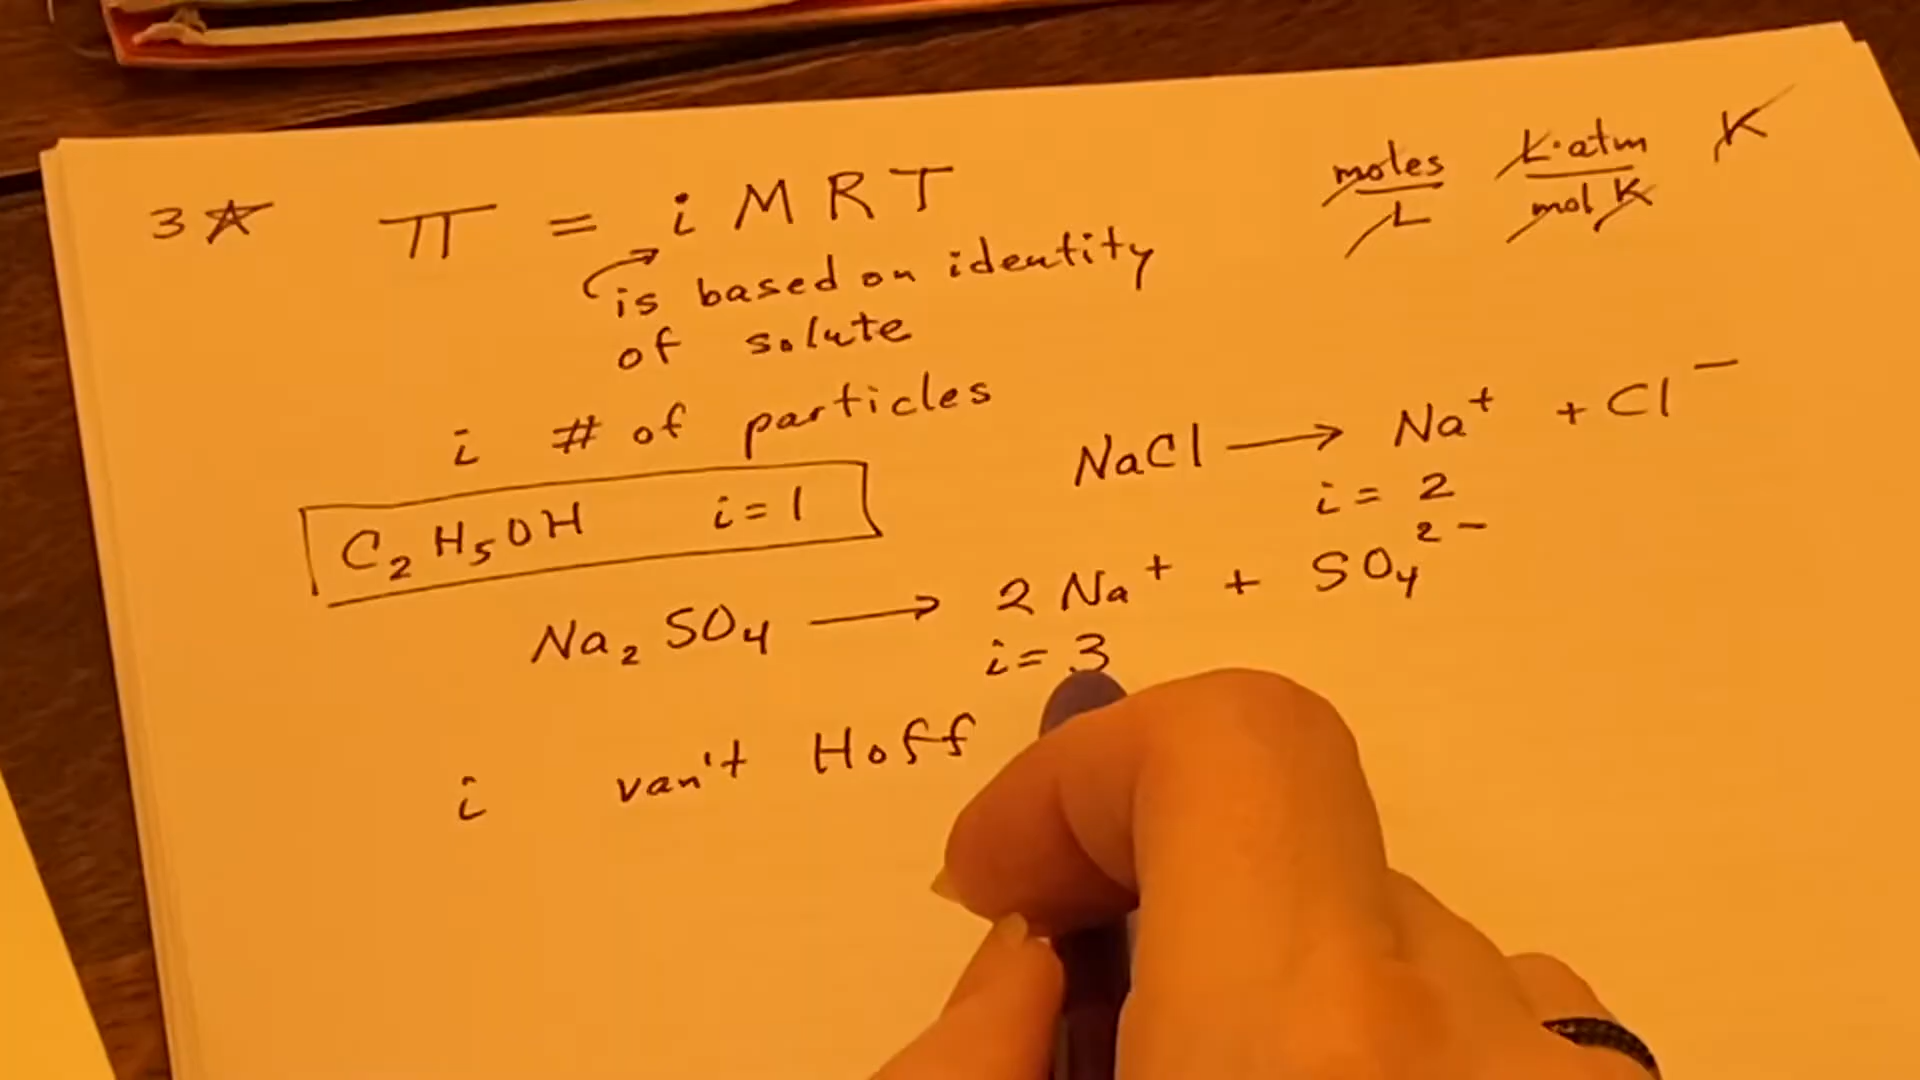 3☆ π = i M R T
moles/L L·atm/mol K K
is based on identity
of solute
i # of particles
NaCl → Na⁺ + Cl⁻
i = 2
C₂H₅OH i = 1
Na₂SO₄ → 2 Na⁺ + SO₄²⁻
i = 3
i van't Hoff